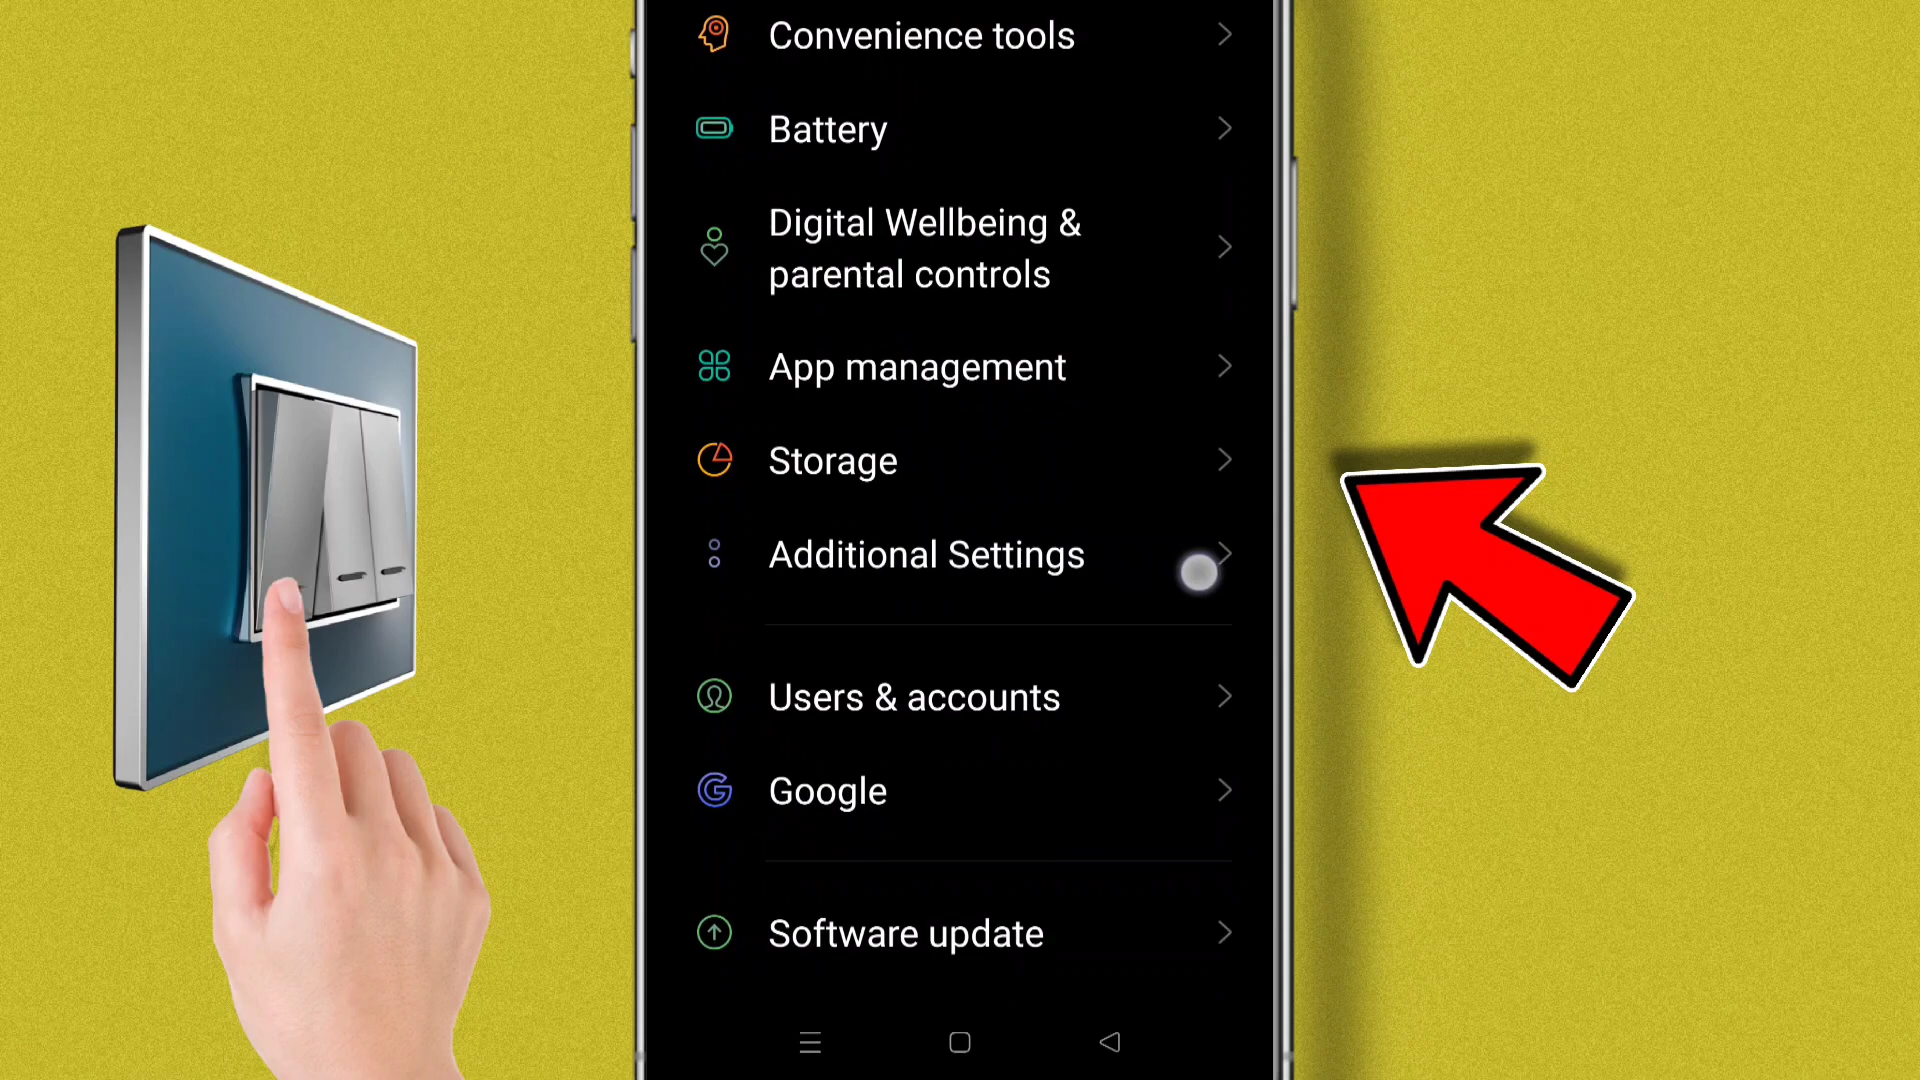 Convenience tools
Battery
Digital Wellbeing &
parental controls
App management
Storage
Additional Settings
Users & accounts
Google
Software update